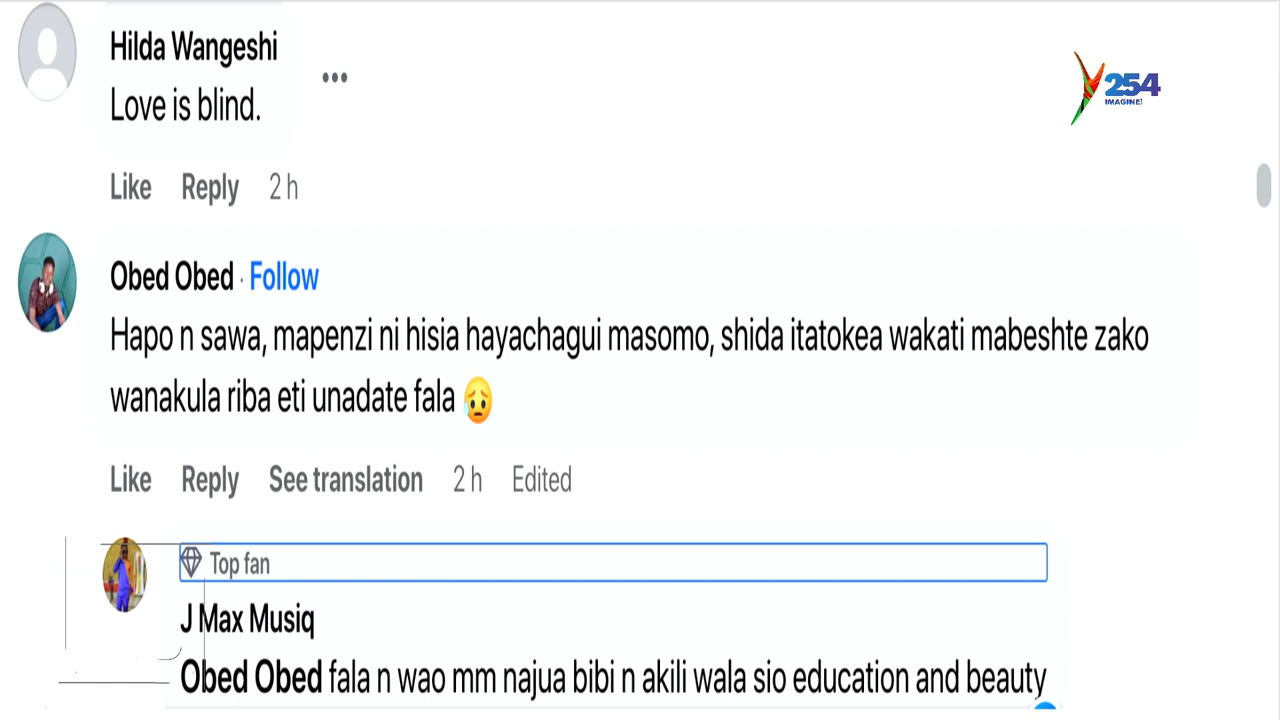 Hilda Wangeshi
Love is blind.
Like Reply 2 h
254
IMAGINE!
Obed Obed · Follow
Hapo n sawa, mapenzi ni hisia hayachagui masomo, shida itatokea wakati mabeshte zako
wanakula riba eti unadate fala 😥
Like Reply See translation 2 h Edited
Top fan
J Max Musiq
Obed Obed fala n wao mm najua bibi n akili wala sio education and beauty